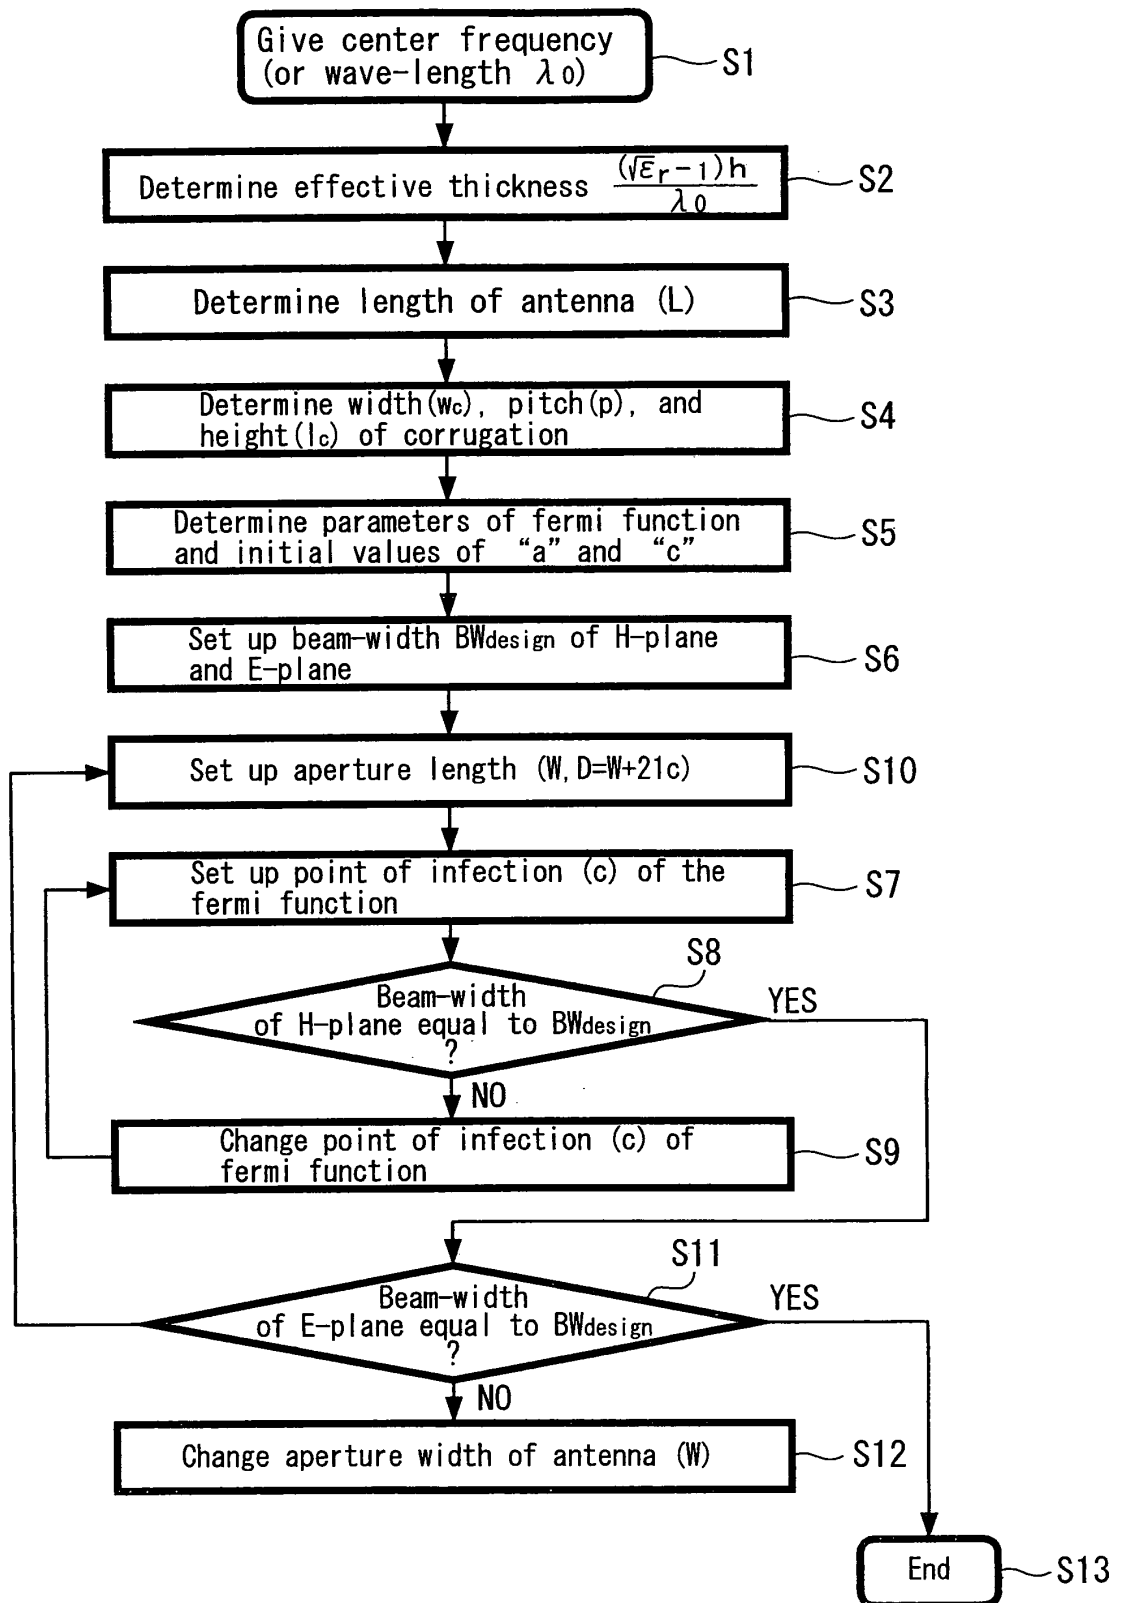 Give center frequency
(or wave-length λ0)
S1
Determine effective thickness (√εr-1)h/λ0
S2
Determine length of antenna (L)
S3
Determine width(wc), pitch(p), and
height(lc) of corrugation
S4
Determine parameters of fermi function
and initial values of “a” and “c”
S5
Set up beam-width BWdesign of H-plane
and E-plane
S6
Set up aperture length (W, D=W+2lc)
S10
Set up point of infection (c) of the
fermi function
S7
S8
Beam-width
of H-plane equal to BWdesign
?
YES
NO
Change point of infection (c) of
fermi function
S9
S11
Beam-width
of E-plane equal to BWdesign
?
YES
NO
Change aperture width of antenna (W)
S12
End
S13